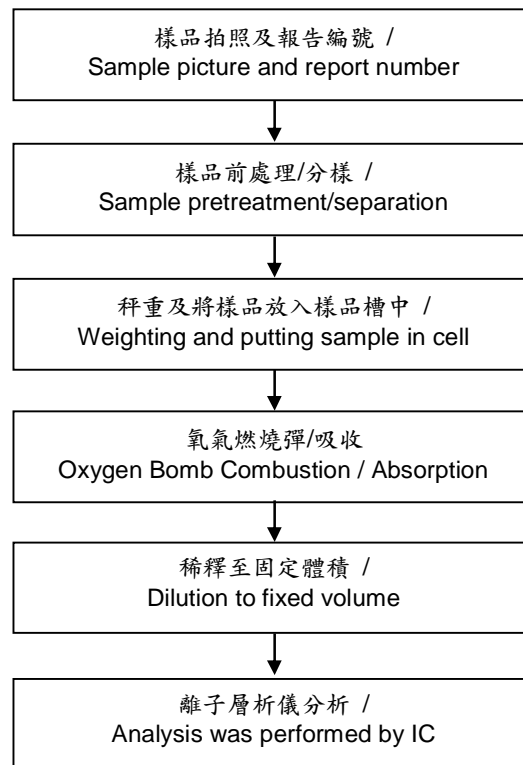 樣品拍照及報告編號 /
Sample picture and report number
樣品前處理/分樣 /
Sample pretreatment/separation
秤重及將樣品放入樣品槽中 /
Weighting and putting sample in cell
氧氣燃燒彈/吸收
Oxygen Bomb Combustion / Absorption
稀釋至固定體積 /
Dilution to fixed volume
離子層析儀分析 /
Analysis was performed by IC